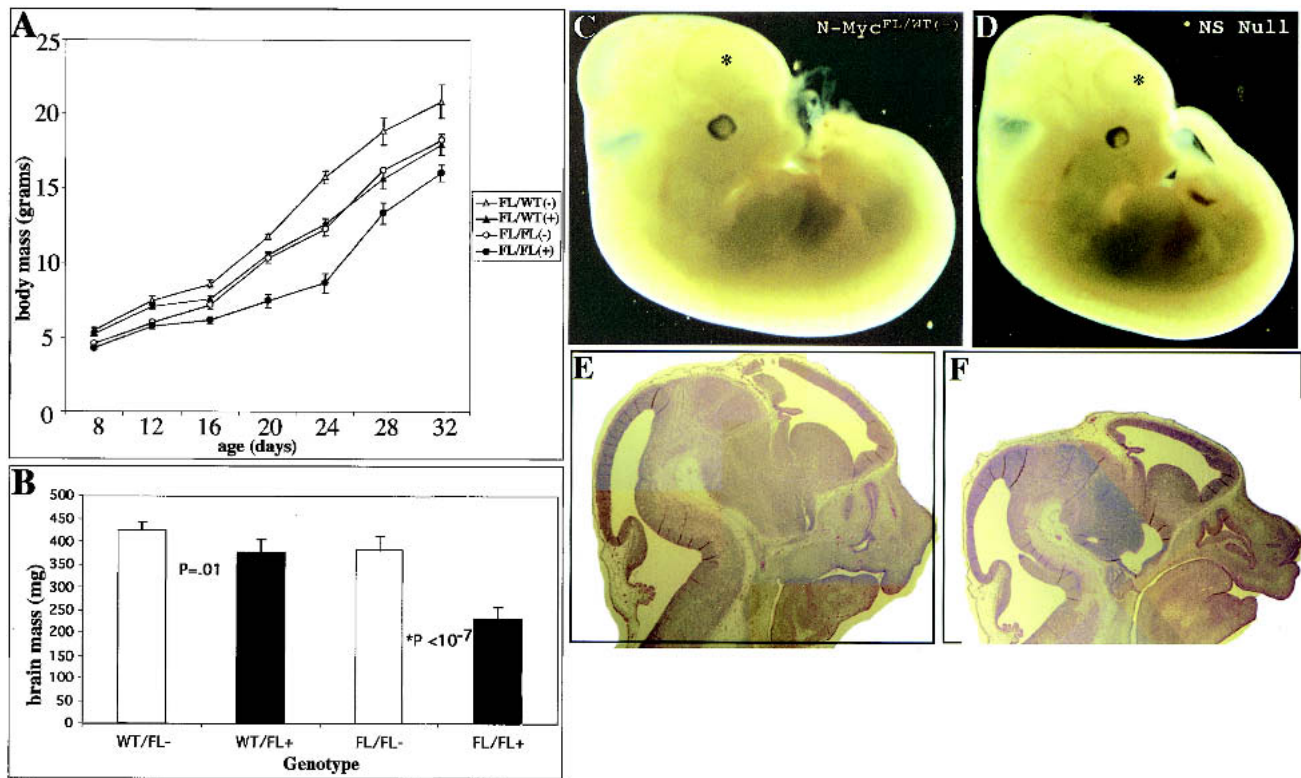 A
25
20
15
10
5
0
body mass (grams)
8 12 16 20 24 28 32
age (days)
FL/WT(-)
FL/WT(+)
FL/FL(-)
FL/FL(+)
B
500
450
400
350
300
250
200
150
100
50
0
brain mass (mg)
P=.01
*P <10-7
WT/FL- WT/FL+ FL/FL- FL/FL+
Genotype
C
N-MycFL/WT(-)
*
D
NS Null
*
E
F